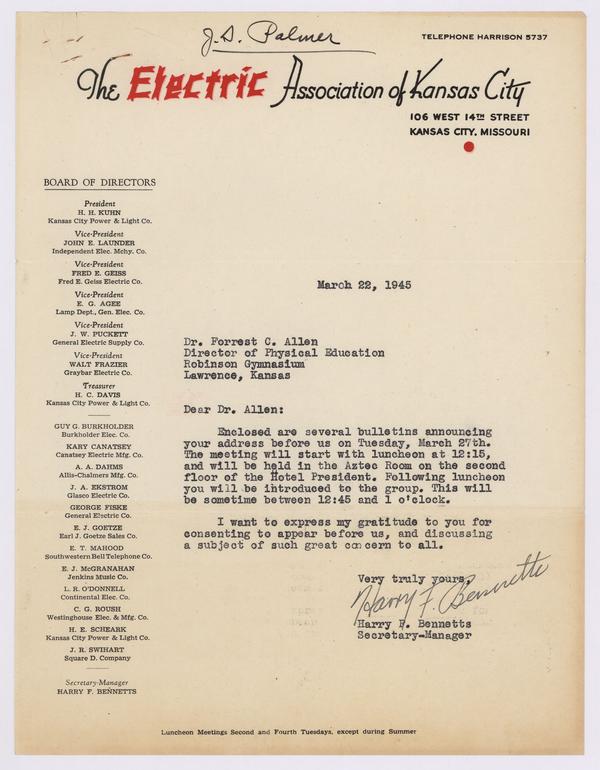 J. D. Palmer
TELEPHONE HARRISON 5737
The Electric Association of Kansas City
106 WEST 14TH STREET
KANSAS CITY, MISSOURI
BOARD OF DIRECTORS
President
H. H. KUHN
Kansas City Power & Light Co.
Vice-President
JOHN E. LAUNDER
Independent Elec. Mchy. Co.
Vice-President
FRED E. GEISS
Fred E. Geiss Electric Co.
Vice-President
E. G. AGEE
Lamp Dept., Gen. Elec. Co.
Vice-President
J. W. PUCKETT
General Electric Supply Co.
Vice-President
WALT FRAZIER
Graybar Electric Co.
Treasurer
H. C. DAVIS
Kansas City Power & Light Co.
GUY G. BURKHOLDER
Burkholder Elec. Co.
KARY CANATSEY
Canatsey Electric Mfg. Co.
A. A. DAHMS
Allis-Chalmers Mfg. Co.
J. A. EKSTROM
Glasco Electric Co.
GEORGE FISKE
General Electric Co.
E. J. GOETZE
Earl J. Goetze Sales Co.
E. T. MAHOOD
Southwestern Bell Telephone Co.
E. J. McGRANAHAN
Jenkins Music Co.
L. R. O'DONNELL
Continental Elec. Co.
C. G. ROUSH
Westinghouse Elec. & Mfg. Co.
H. E. SCHEARK
Kansas City Power & Light Co.
J. R. SWIHART
Square D. Company
Secretary-Manager
HARRY F. BENNETTS
March 22, 1945
Dr. Forrest C. Allen
Director of Physical Education
Robinson Gymnasium
Lawrence, Kansas
Dear Dr. Allen:
Enclosed are several bulletins announcing
your address before us on Tuesday, March 27th.
The meeting will start with luncheon at 12:15,
and will be held in the Aztec Room on the second
floor of the Hotel President. Following luncheon
you will be introduced to the group. This will
be sometime between 12:45 and 1 o'clock.
I want to express my gratitude to you for
consenting to appear before us, and discussing
a subject of such great concern to all.
Very truly yours,
Harry F. Bennetts
Harry F. Bennetts
Secretary-Manager
Luncheon Meetings Second and Fourth Tuesdays, except during Summer